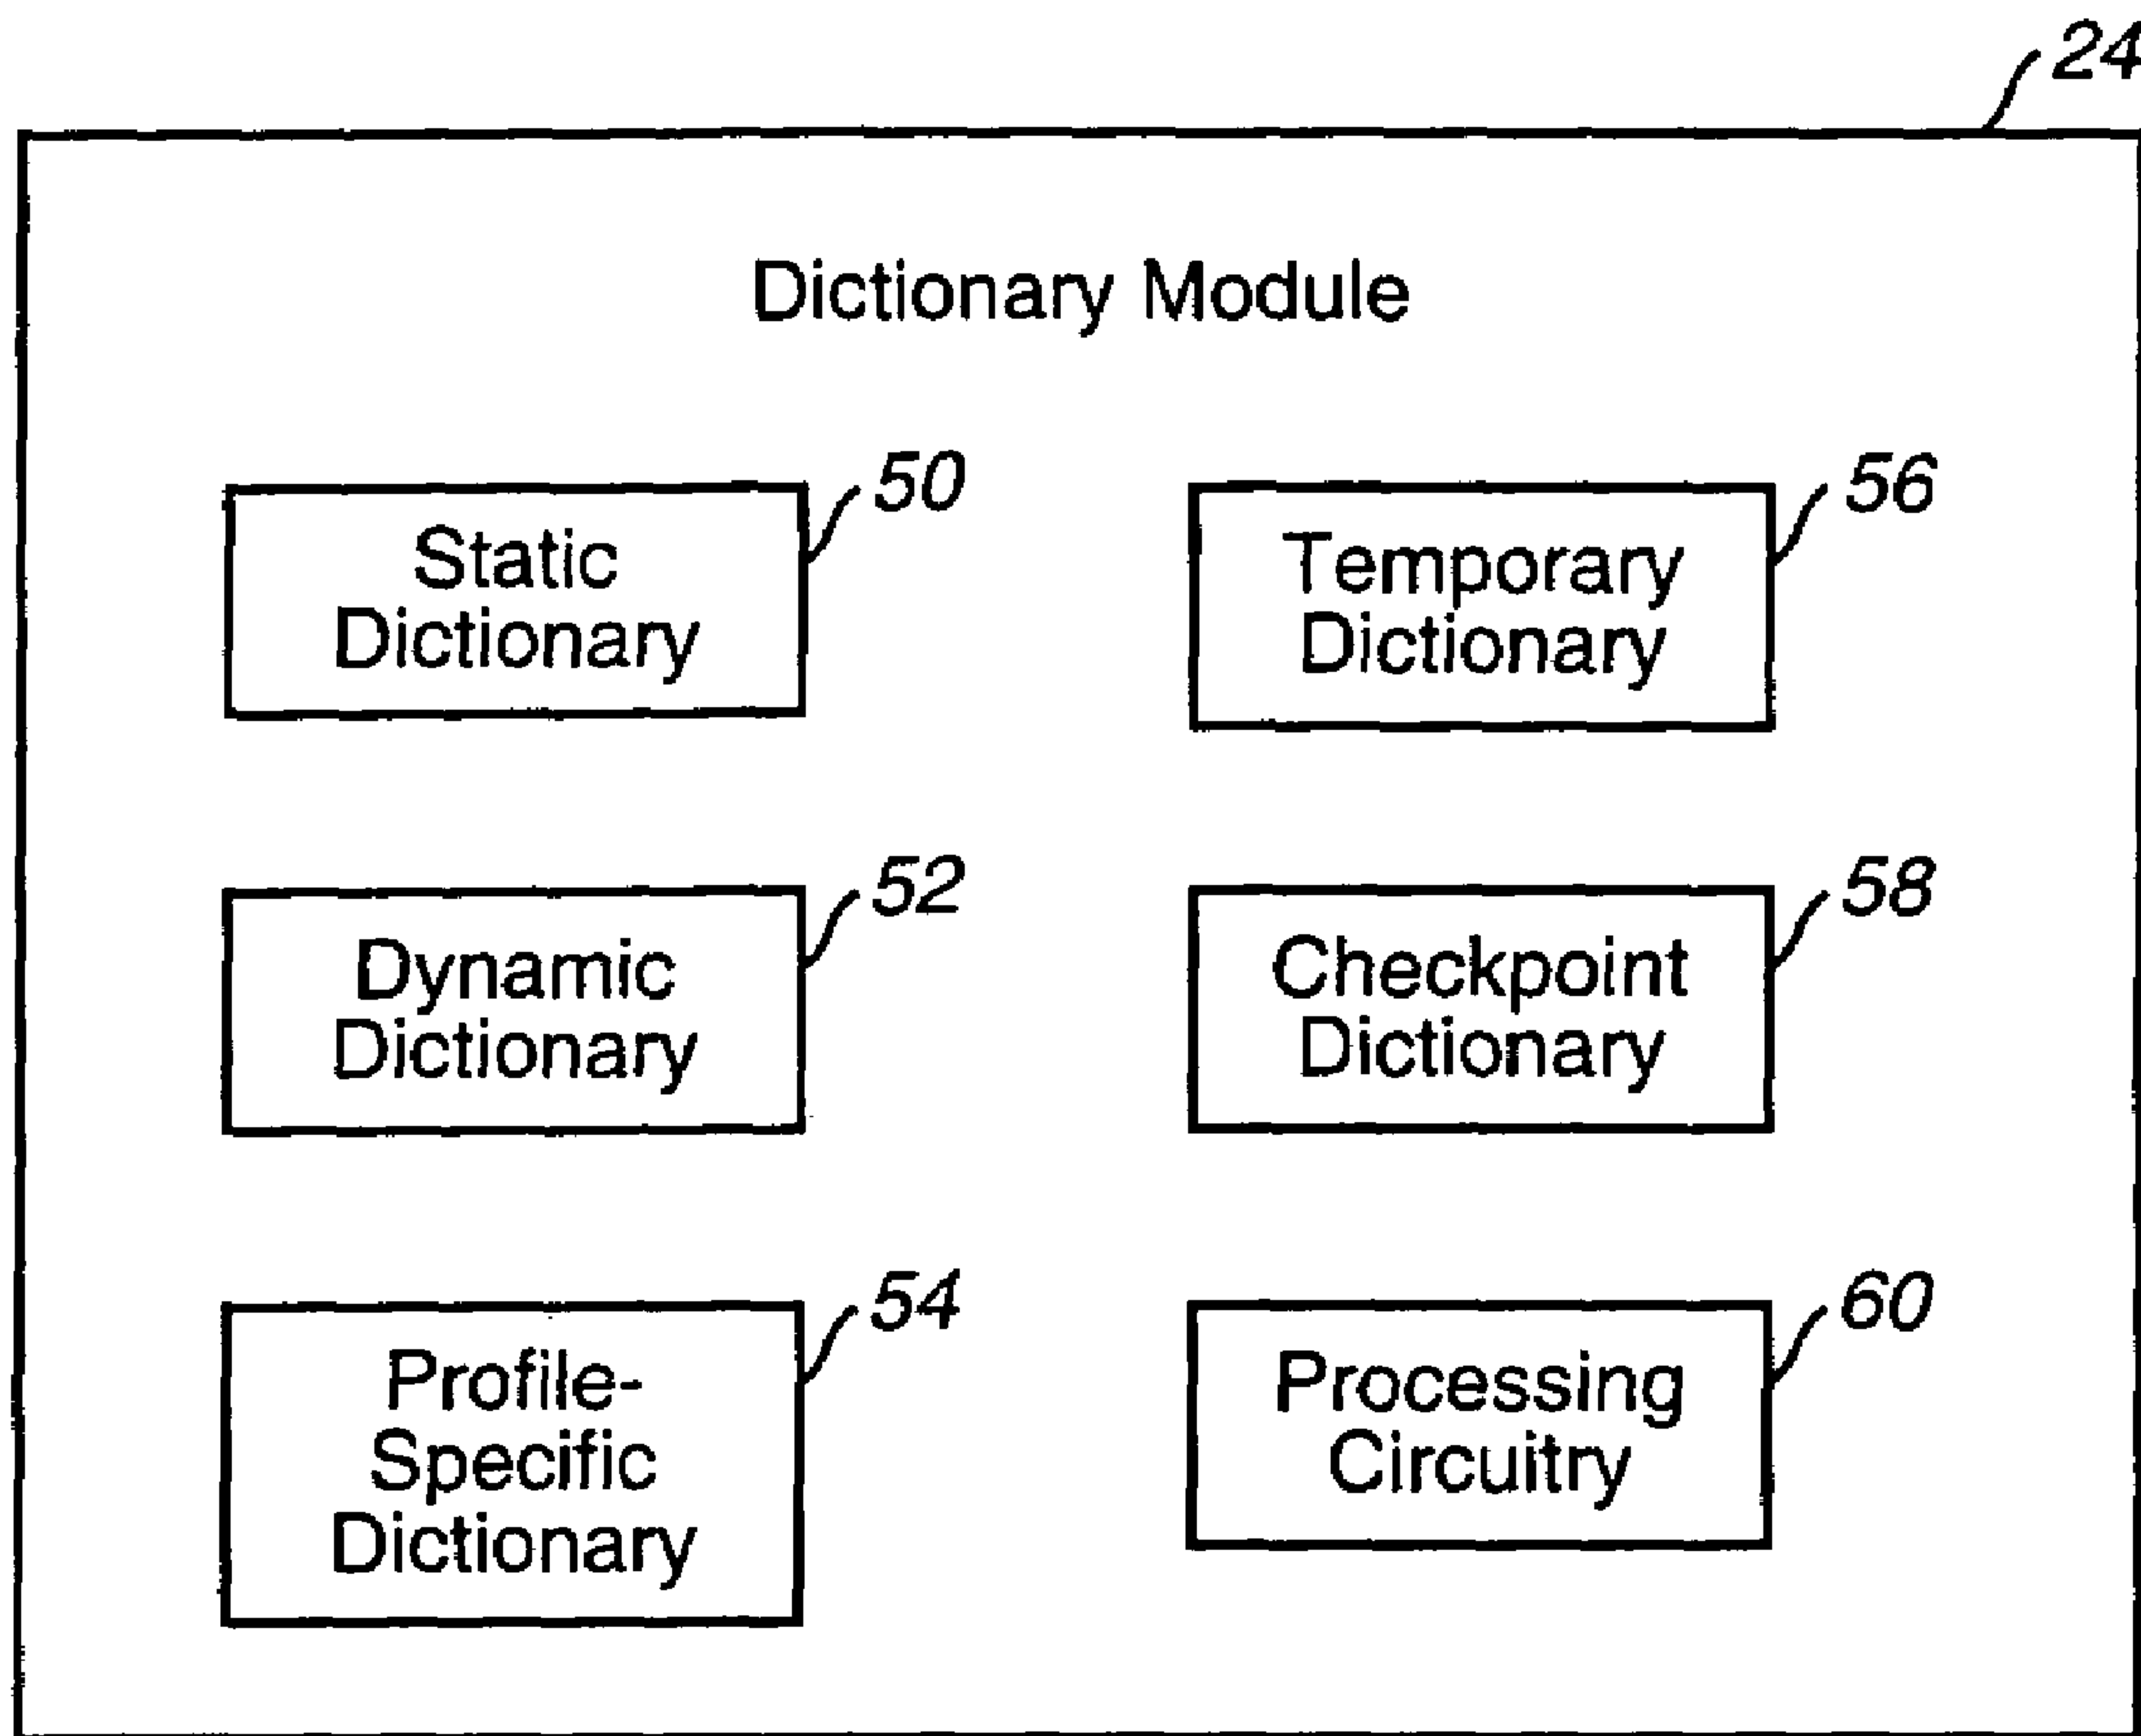 24
Dictionary Module
50
Static
Dictionary
56
Temporary
Dictionary
52
Dynamic
Dictionary
58
Checkpoint
Dictionary
54
Profile-
Specific
Dictionary
60
Processing
Circuitry